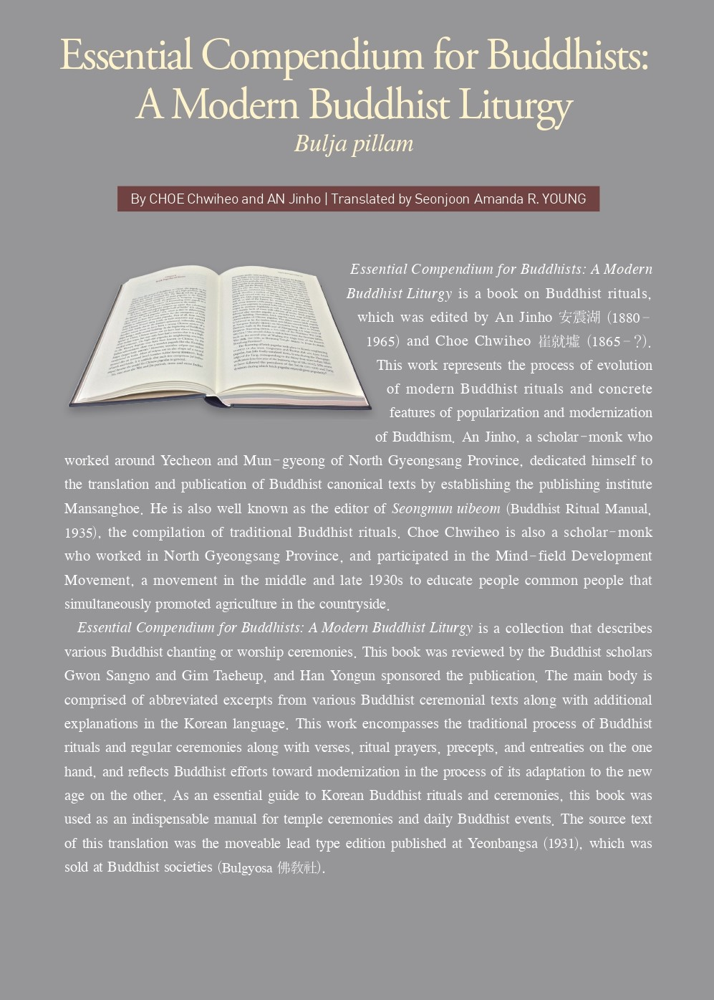 Essential Compendium for Buddhists:
A Modern Buddhist Liturgy
Bulja pillam
By CHOE Chwiheo and AN Jinho | Translated by Seonjoon Amanda R. YOUNG
Essential Compendium for Buddhists: A Modern
Buddhist Liturgy is a book on Buddhist rituals,
which was edited by An Jinho 安震湖 (1880–
1965) and Choe Chwiheo 崔就墟 (1865–?).
This work represents the process of evolution
of modern Buddhist rituals and concrete
features of popularization and modernization
of Buddhism. An Jinho, a scholar-monk who
worked around Yecheon and Mun-gyeong of North Gyeongsang Province, dedicated himself to
the translation and publication of Buddhist canonical texts by establishing the publishing institute
Mansanghoe. He is also well known as the editor of Seongmun uibeom (Buddhist Ritual Manual,
1935), the compilation of traditional Buddhist rituals. Choe Chwiheo is also a scholar-monk
who worked in North Gyeongsang Province, and participated in the Mind-field Development
Movement, a movement in the middle and late 1930s to educate people common people that
simultaneously promoted agriculture in the countryside.
Essential Compendium for Buddhists: A Modern Buddhist Liturgy is a collection that describes
various Buddhist chanting or worship ceremonies. This book was reviewed by the Buddhist scholars
Gwon Sangno and Gim Taeheup, and Han Yongun sponsored the publication. The main body is
comprised of abbreviated excerpts from various Buddhist ceremonial texts along with additional
explanations in the Korean language. This work encompasses the traditional process of Buddhist
rituals and regular ceremonies along with verses, ritual prayers, precepts, and entreaties on the one
hand, and reflects Buddhist efforts toward modernization in the process of its adaptation to the new
age on the other. As an essential guide to Korean Buddhist rituals and ceremonies, this book was
used as an indispensable manual for temple ceremonies and daily Buddhist events. The source text
of this translation was the moveable lead type edition published at Yeonbangsa (1931), which was
sold at Buddhist societies (Bulgyosa 佛敎社).